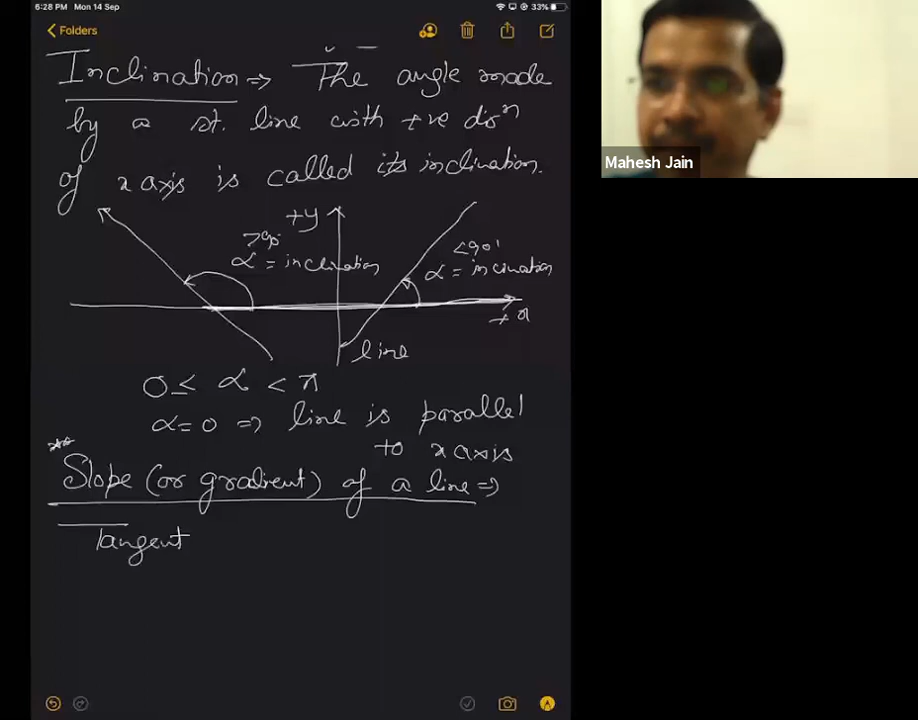 6:28 PM Mon 14 Sep
33%
Folders
Inclination => The angle made
by a st. line with +ve dirn
of x axis is called its inclination.
+y
>90°
α = inclination
<90°
α = inclination
+x
line
0 ≤ α < π
α=0 => line is parallel
to x axis
** Slope (or gradient) of a line =>
Tangent
Mahesh Jain